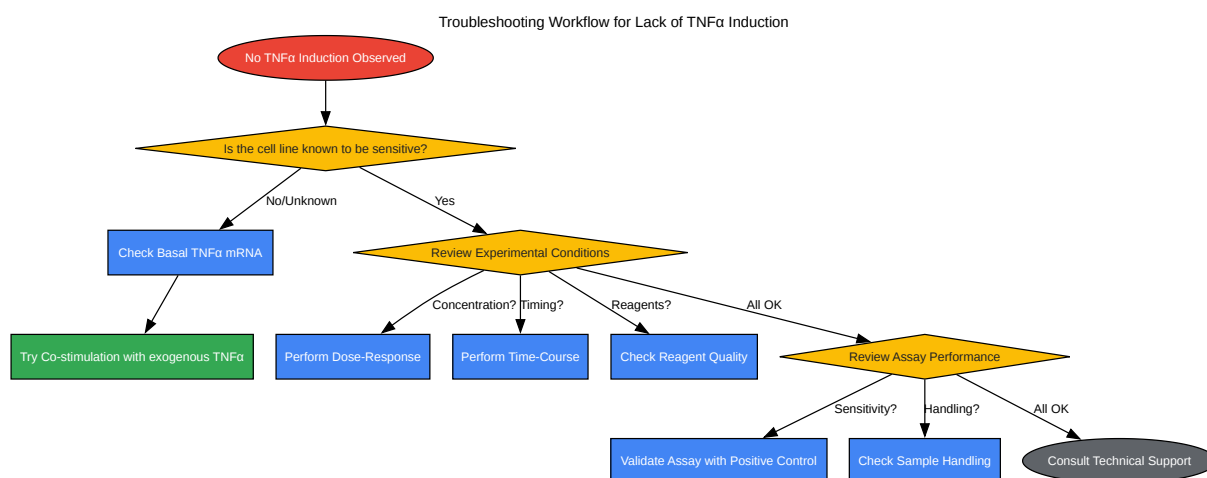 Troubleshooting Workflow for Lack of TNFα Induction
No TNFα Induction Observed
Is the cell line known to be sensitive?
No/Unknown
Yes
Check Basal TNFα mRNA
Review Experimental Conditions
Concentration?
Timing?
Reagents?
All OK
Try Co-stimulation with exogenous TNFα
Perform Dose-Response
Perform Time-Course
Check Reagent Quality
Review Assay Performance
Sensitivity?
Handling?
All OK
Validate Assay with Positive Control
Check Sample Handling
Consult Technical Support